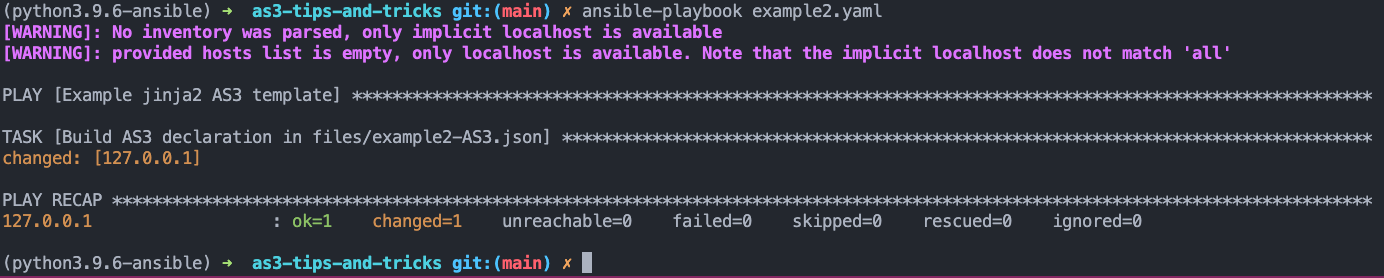 (python3.9.6-ansible) ➜ as3-tips-and-tricks git:(main) ✗ ansible-playbook example2.yaml
[WARNING]: No inventory was parsed, only implicit localhost is available
[WARNING]: provided hosts list is empty, only localhost is available. Note that the implicit localhost does not match 'all'
PLAY [Example jinja2 AS3 template] ******************************************************************************************************
TASK [Build AS3 declaration in files/example2-AS3.json] *********************************************************************************
changed: [127.0.0.1]
PLAY RECAP ******************************************************************************************************************************
127.0.0.1 : ok=1 changed=1 unreachable=0 failed=0 skipped=0 rescued=0 ignored=0
(python3.9.6-ansible) ➜ as3-tips-and-tricks git:(main) ✗